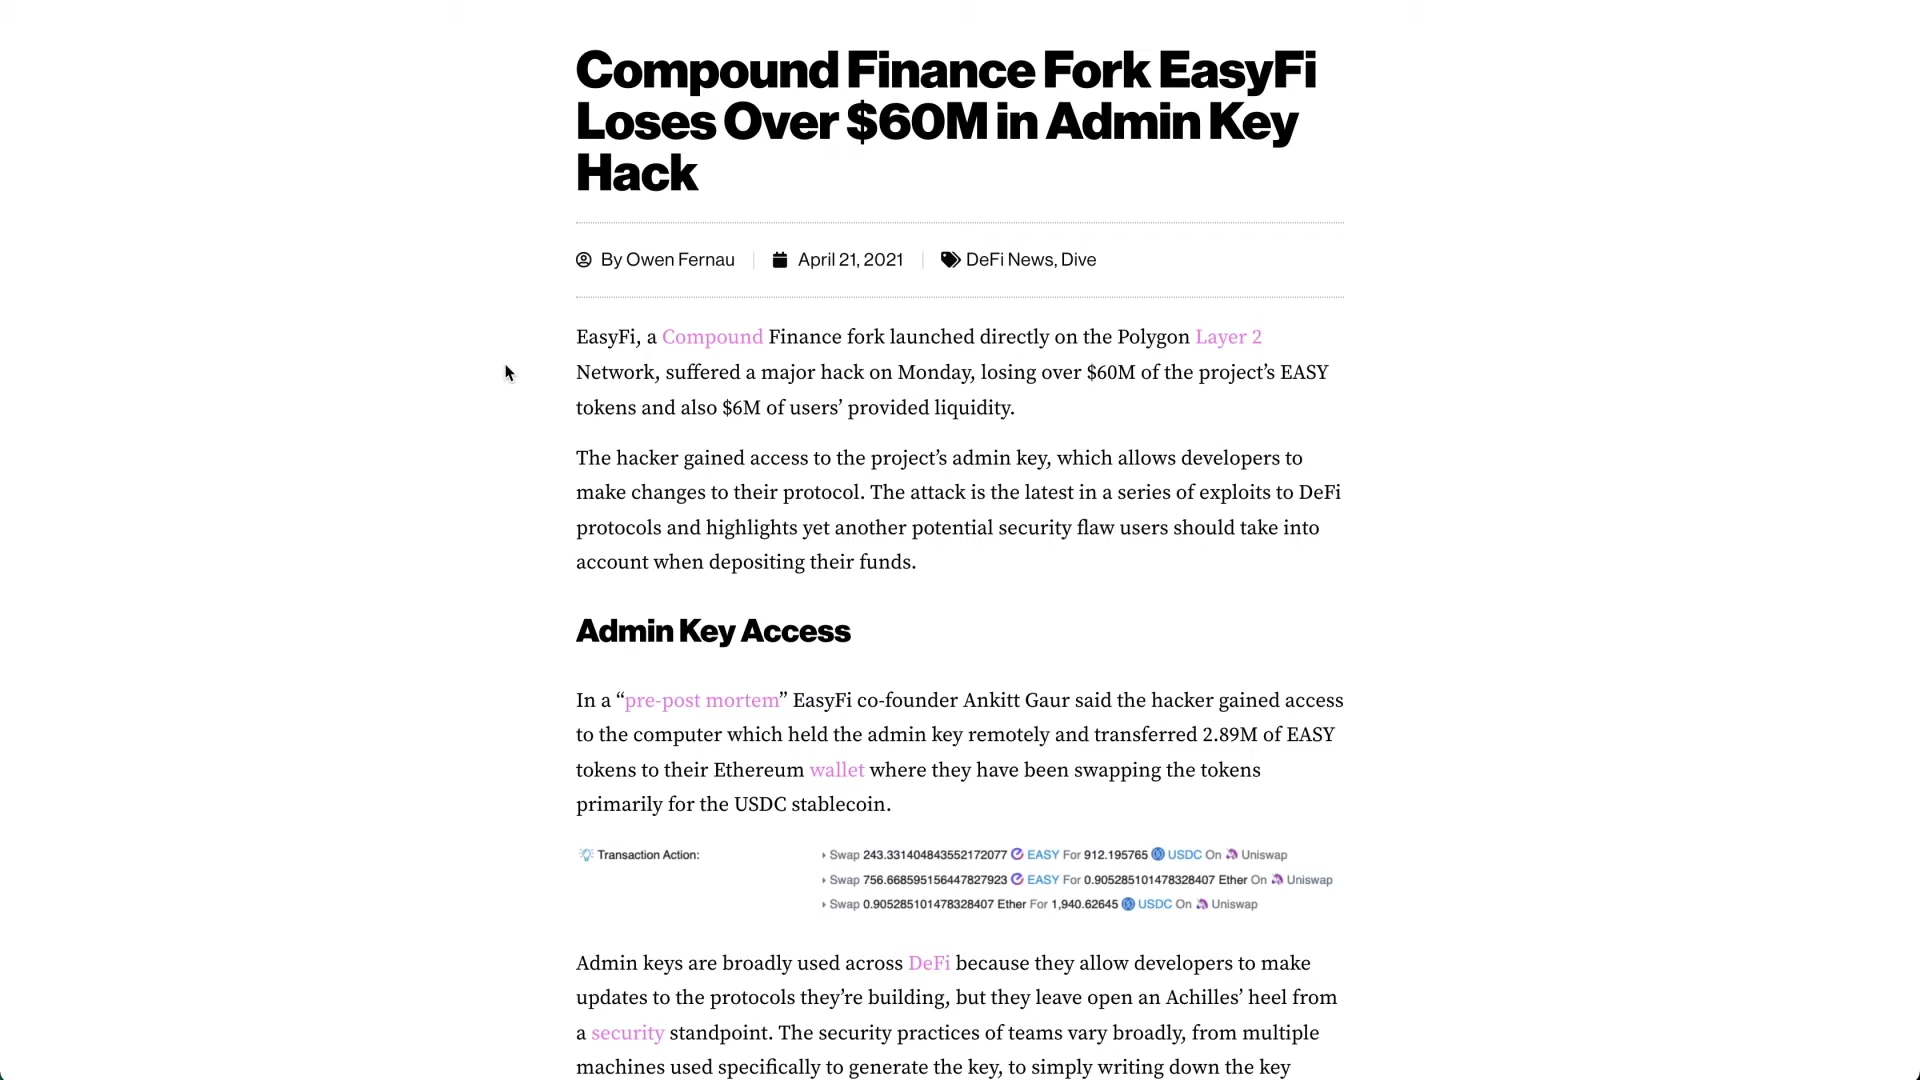 Compound Finance Fork EasyFi
Loses Over $60M in Admin Key
Hack
By Owen Fernau
April 21, 2021
DeFi News, Dive
EasyFi, a Compound Finance fork launched directly on the Polygon Layer 2
Network, suffered a major hack on Monday, losing over $60M of the project’s EASY
tokens and also $6M of users’ provided liquidity.
The hacker gained access to the project’s admin key, which allows developers to
make changes to their protocol. The attack is the latest in a series of exploits to DeFi
protocols and highlights yet another potential security flaw users should take into
account when depositing their funds.
Admin Key Access
In a “pre-post mortem” EasyFi co-founder Ankitt Gaur said the hacker gained access
to the computer which held the admin key remotely and transferred 2.89M of EASY
tokens to their Ethereum wallet where they have been swapping the tokens
primarily for the USDC stablecoin.
Transaction Action:
Swap 243.331404843552172077 EASY For 912.195765 USDC On Uniswap
Swap 756.668595156447827923 EASY For 0.905285101478328407 Ether On Uniswap
Swap 0.905285101478328407 Ether For 1,940.62645 USDC On Uniswap
Admin keys are broadly used across DeFi because they allow developers to make
updates to the protocols they’re building, but they leave open an Achilles’ heel from
a security standpoint. The security practices of teams vary broadly, from multiple
machines used specifically to generate the key, to simply writing down the key